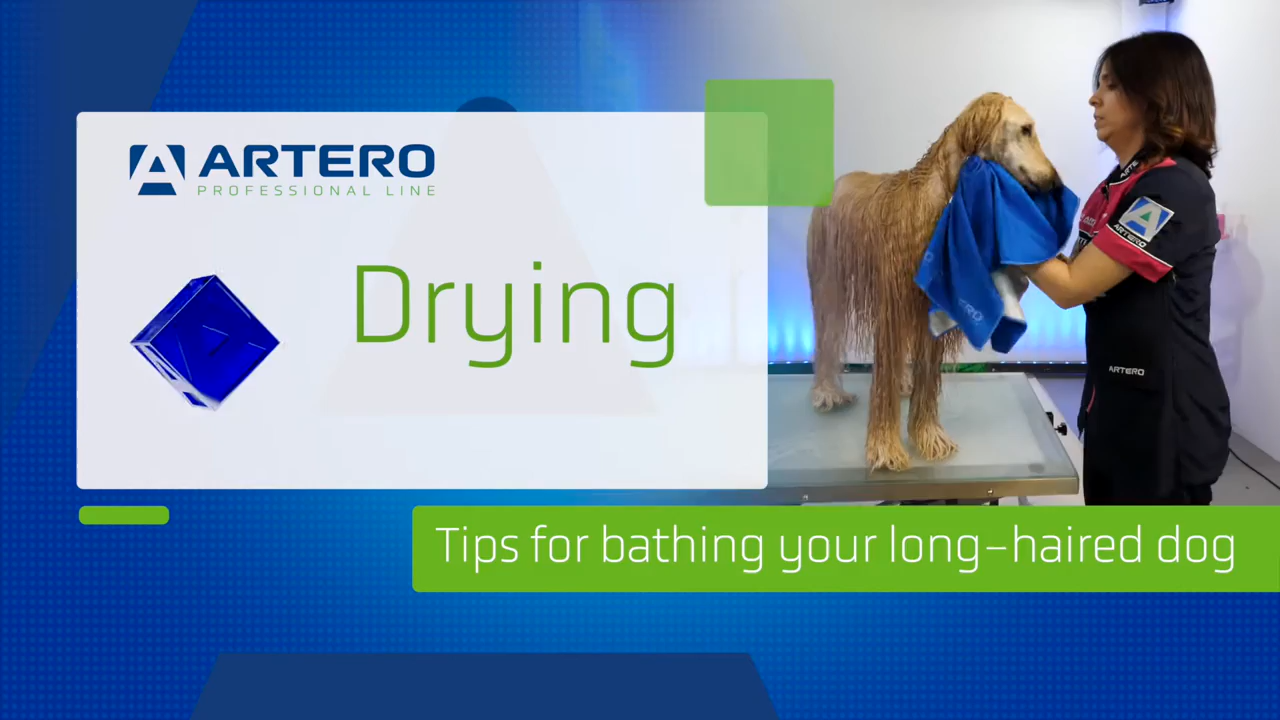 ARTERO
PROFESSIONAL LINE
Drying
Tips for bathing your long-haired dog
ARTERO
ARTERO